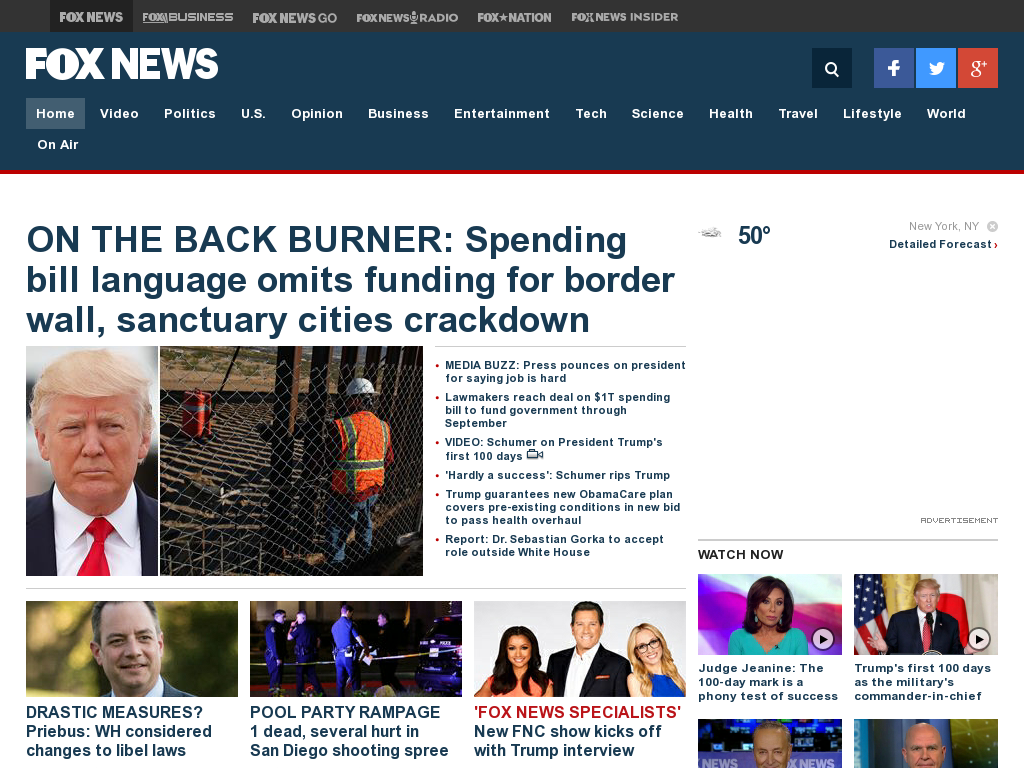 FOX NEWS
FOX BUSINESS
FOX NEWS GO
FOX NEWS RADIO
FOX★NATION
FOX NEWS INSIDER
FOX NEWS
f
g+
Home Video Politics U.S. Opinion Business Entertainment Tech Science Health Travel Lifestyle World
On Air
ON THE BACK BURNER: Spending
bill language omits funding for border
wall, sanctuary cities crackdown
MEDIA BUZZ: Press pounces on president
for saying job is hard
Lawmakers reach deal on $1T spending
bill to fund government through
September
VIDEO: Schumer on President Trump's
first 100 days
'Hardly a success': Schumer rips Trump
Trump guarantees new ObamaCare plan
covers pre-existing conditions in new bid
to pass health overhaul
Report: Dr. Sebastian Gorka to accept
role outside White House
DRASTIC MEASURES?
Priebus: WH considered
changes to libel laws
POOL PARTY RAMPAGE
1 dead, several hurt in
San Diego shooting spree
'FOX NEWS SPECIALISTS'
New FNC show kicks off
with Trump interview
50°
New York, NY
Detailed Forecast ›
ADVERTISEMENT
WATCH NOW
Judge Jeanine: The
100-day mark is a
phony test of success
Trump's first 100 days
as the military's
commander-in-chief
NEWS
FOX NEWS